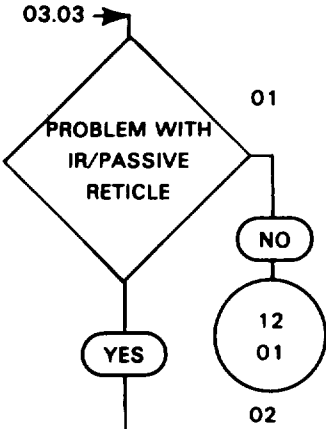 03.03
01
PROBLEM WITH
IR/PASSIVE
RETICLE
NO
12
01
YES
02